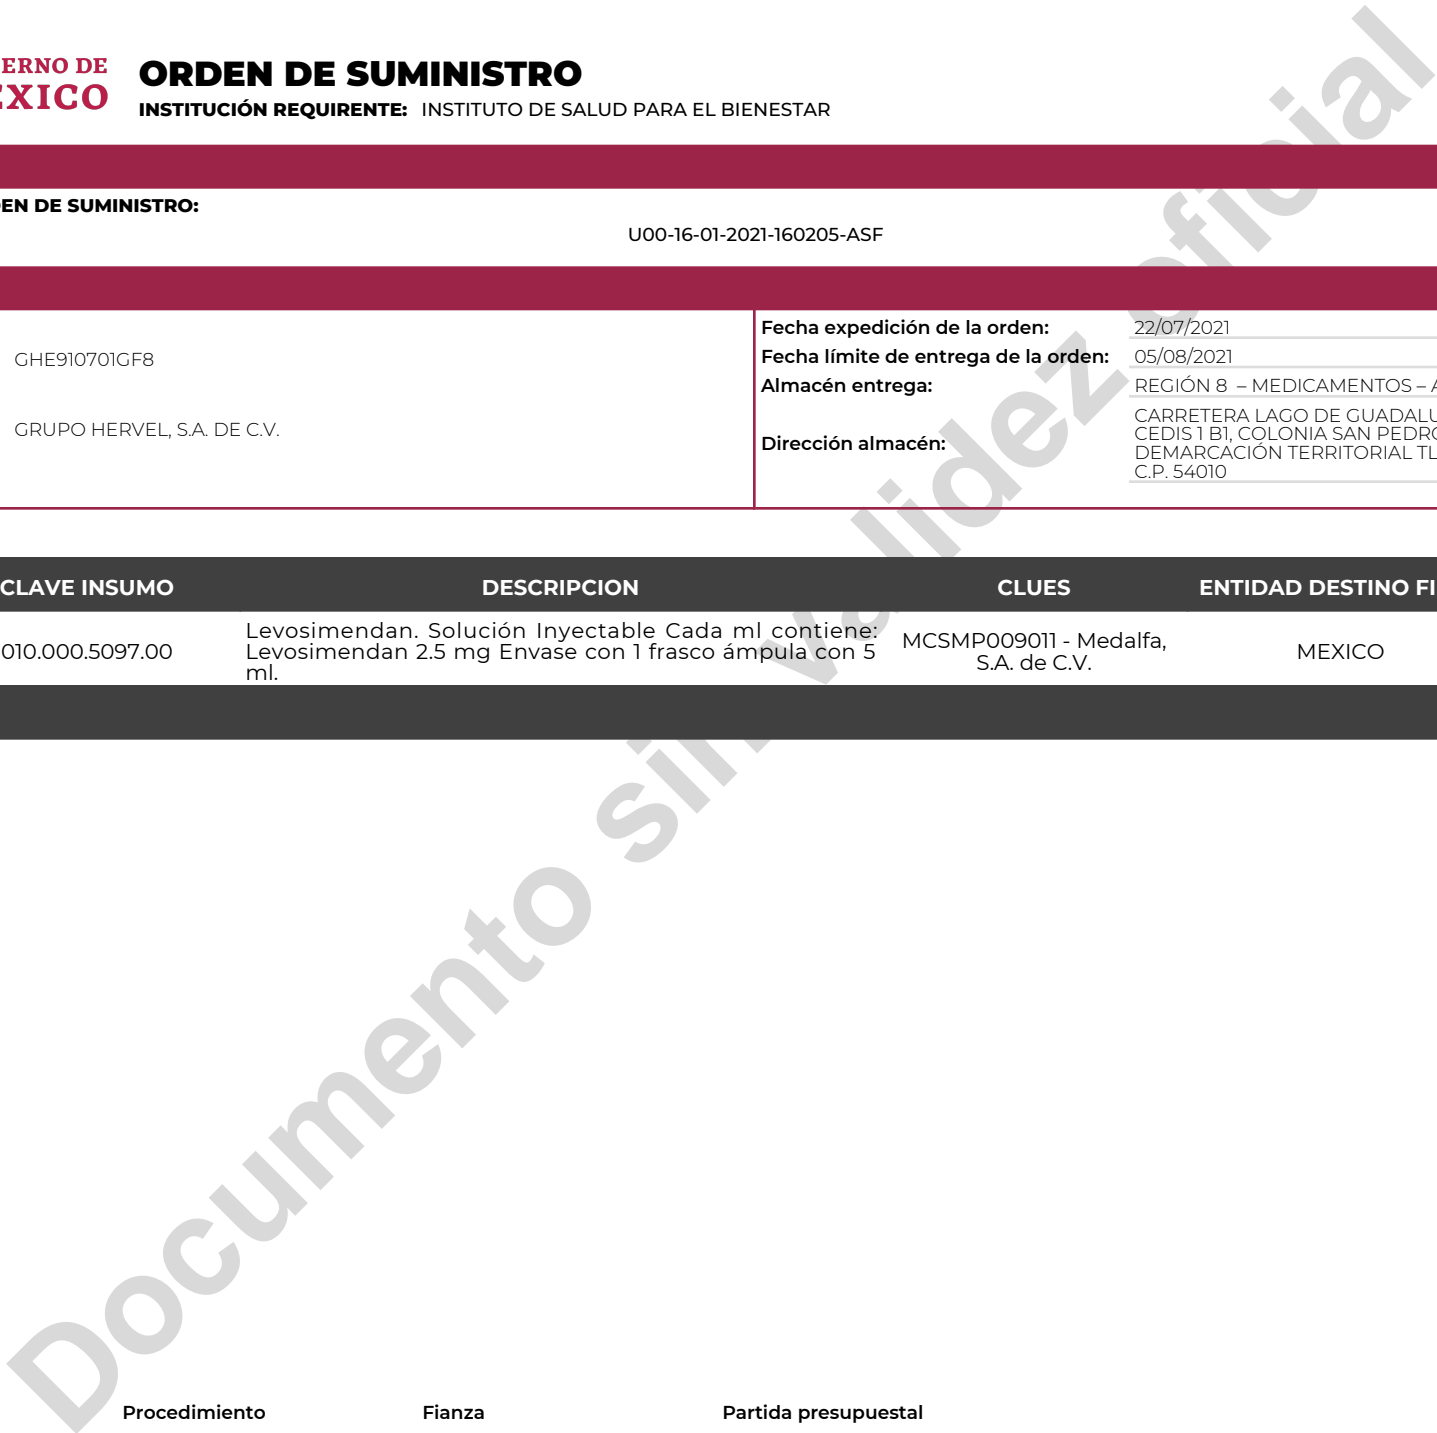 ERNO DE
EXICO
ORDEN DE SUMINISTRO
INSTITUCIÓN REQUIRENTE: INSTITUTO DE SALUD PARA EL BIENESTAR
EN DE SUMINISTRO:
U00-16-01-2021-160205-ASF
GHE910701GF8
GRUPO HERVEL, S.A. DE C.V.
Fecha expedición de la orden: 22/07/2021
Fecha límite de entrega de la orden: 05/08/2021
Almacén entrega: REGIÓN 8 – MEDICAMENTOS – A
Dirección almacén:
CARRETERA LAGO DE GUADALU
CEDIS 1 B1, COLONIA SAN PEDRO
DEMARCACIÓN TERRITORIAL TL
C.P. 54010
CLAVE INSUMO DESCRIPCION CLUES ENTIDAD DESTINO FI
010.000.5097.00
Levosimendan. Solución Inyectable Cada ml contiene:
Levosimendan 2.5 mg Envase con 1 frasco ámpula con 5
ml.
MCSMP009011 - Medalfa,
S.A. de C.V.
MEXICO
Documento sin validez oficial
Procedimiento Fianza Partida presupuestal